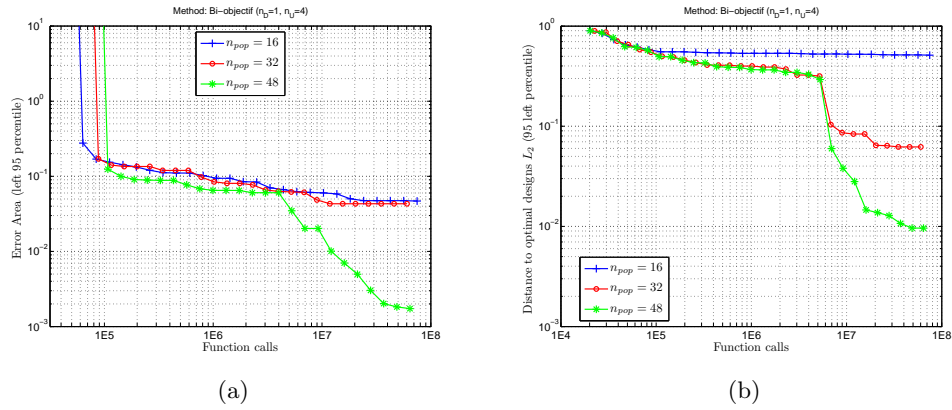 Method: Bi-objectif (n_D=1, n_U=4)
10^1
10^0
10^-1
10^-2
10^-3
Error Area (left 95 percentile)
n_pop = 16
n_pop = 32
n_pop = 48
1E5 1E6 1E7 1E8
Function calls
(a)
Method: Bi-objectif (n_D=1, n_U=4)
10^0
10^-1
10^-2
10^-3
Distance to optimal designs L_2 (95 left percentile)
n_pop = 16
n_pop = 32
n_pop = 48
1E4 1E5 1E6 1E7 1E8
Function calls
(b)